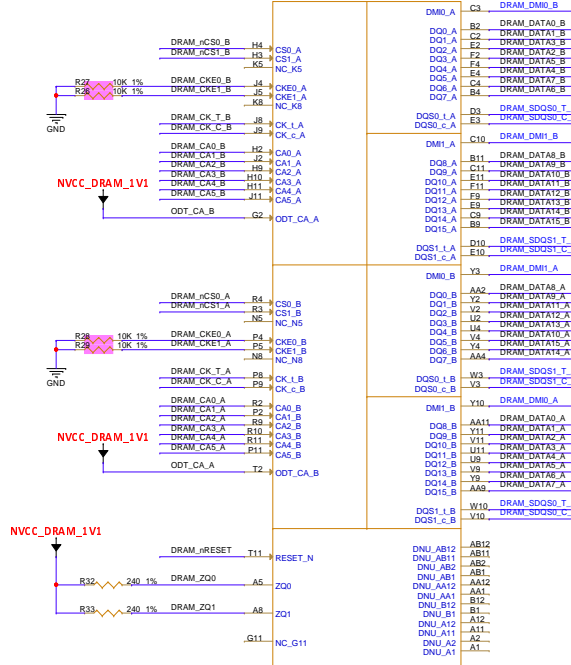 DMI0_A C3 DRAM_DMI0_B
DRAM_nCS0_B H4 CS0_A
DRAM_nCS1_B H3 CS1_A
K5 NC_K5
R27 10K 1% DRAM_CKE0_B J4 CKE0_A
R26 10K 1% DRAM_CKE1_B J5 CKE1_A
K8 NC_K8
GND
DRAM_CK_T_B J8 CK_t_A
DRAM_CK_C_B J9 CK_c_A
DRAM_CA0_B H2 CA0_A
DRAM_CA1_B J2 CA1_A
DRAM_CA2_B H9 CA2_A
DRAM_CA3_B H10 CA3_A
DRAM_CA4_B H11 CA4_A
DRAM_CA5_B J11 CA5_A
NVCC_DRAM_1V1
ODT_CA_B G2 ODT_CA_A
DQ0_A B2 DRAM_DATA0_B
DQ1_A C2 DRAM_DATA1_B
DQ2_A E2 DRAM_DATA3_B
DQ3_A F2 DRAM_DATA2_B
DQ4_A F4 DRAM_DATA4_B
DQ5_A E4 DRAM_DATA5_B
DQ6_A C4 DRAM_DATA7_B
DQ7_A B4 DRAM_DATA6_B
DQS0_t_A D3 DRAM_SDQS0_T_
DQS0_c_A E3 DRAM_SDQS0_C_
DMI1_A C10 DRAM_DMI1_B
DQ8_A B11 DRAM_DATA8_B
DQ9_A C11 DRAM_DATA9_B
DQ10_A E11 DRAM_DATA10_B
DQ11_A F11 DRAM_DATA11_B
DQ12_A F9 DRAM_DATA12_B
DQ13_A E9 DRAM_DATA13_B
DQ14_A C9 DRAM_DATA14_B
DQ15_A B9 DRAM_DATA15_B
DQS1_t_A D10 DRAM_SDQS1_T_
DQS1_c_A E10 DRAM_SDQS1_C_
DMI0_B Y3 DRAM_DMI1_A
DRAM_nCS0_A R4 CS0_B
DRAM_nCS1_A R3 CS1_B
N5 NC_N5
R28 10K 1% DRAM_CKE0_A P4 CKE0_B
R29 10K 1% DRAM_CKE1_A P5 CKE1_B
N8 NC_N8
GND
DRAM_CK_T_A P8 CK_t_B
DRAM_CK_C_A P9 CK_c_B
DRAM_CA0_A R2 CA0_B
DRAM_CA1_A P2 CA1_B
DRAM_CA2_A R9 CA2_B
DRAM_CA3_A R10 CA3_B
DRAM_CA4_A R11 CA4_B
DRAM_CA5_A P11 CA5_B
NVCC_DRAM_1V1
ODT_CA_A T2 ODT_CA_B
DQ0_B AA2 DRAM_DATA8_A
DQ1_B Y2 DRAM_DATA9_A
DQ2_B V2 DRAM_DATA11_A
DQ3_B U2 DRAM_DATA12_A
DQ4_B U4 DRAM_DATA13_A
DQ5_B V4 DRAM_DATA10_A
DQ6_B Y4 DRAM_DATA15_A
DQ7_B AA4 DRAM_DATA14_A
DQS0_t_B W3 DRAM_SDQS1_T_
DQS0_c_B V3 DRAM_SDQS1_C_
DMI1_B Y10 DRAM_DMI0_A
DQ8_B AA11 DRAM_DATA0_A
DQ9_B Y11 DRAM_DATA1_A
DQ10_B V11 DRAM_DATA2_A
DQ11_B U11 DRAM_DATA3_A
DQ12_B U9 DRAM_DATA4_A
DQ13_B V9 DRAM_DATA5_A
DQ14_B Y9 DRAM_DATA6_A
DQ15_B AA9 DRAM_DATA7_A
DQS1_t_B W10 DRAM_SDQS0_T_
DQS1_c_B V10 DRAM_SDQS0_C_
NVCC_DRAM_1V1
DRAM_nRESET T11 RESET_N
R32 240 1% DRAM_ZQ0 A5 ZQ0
R33 240 1% DRAM_ZQ1 A8 ZQ1
G11 NC_G11
DNU_AB12 AB12
DNU_AB11 AB11
DNU_AB2 AB2
DNU_AB1 AB1
DNU_AA12 AA12
DNU_AA1 AA1
DNU_B12 B12
DNU_B1 B1
DNU_A12 A12
DNU_A11 A11
DNU_A2 A2
DNU_A1 A1